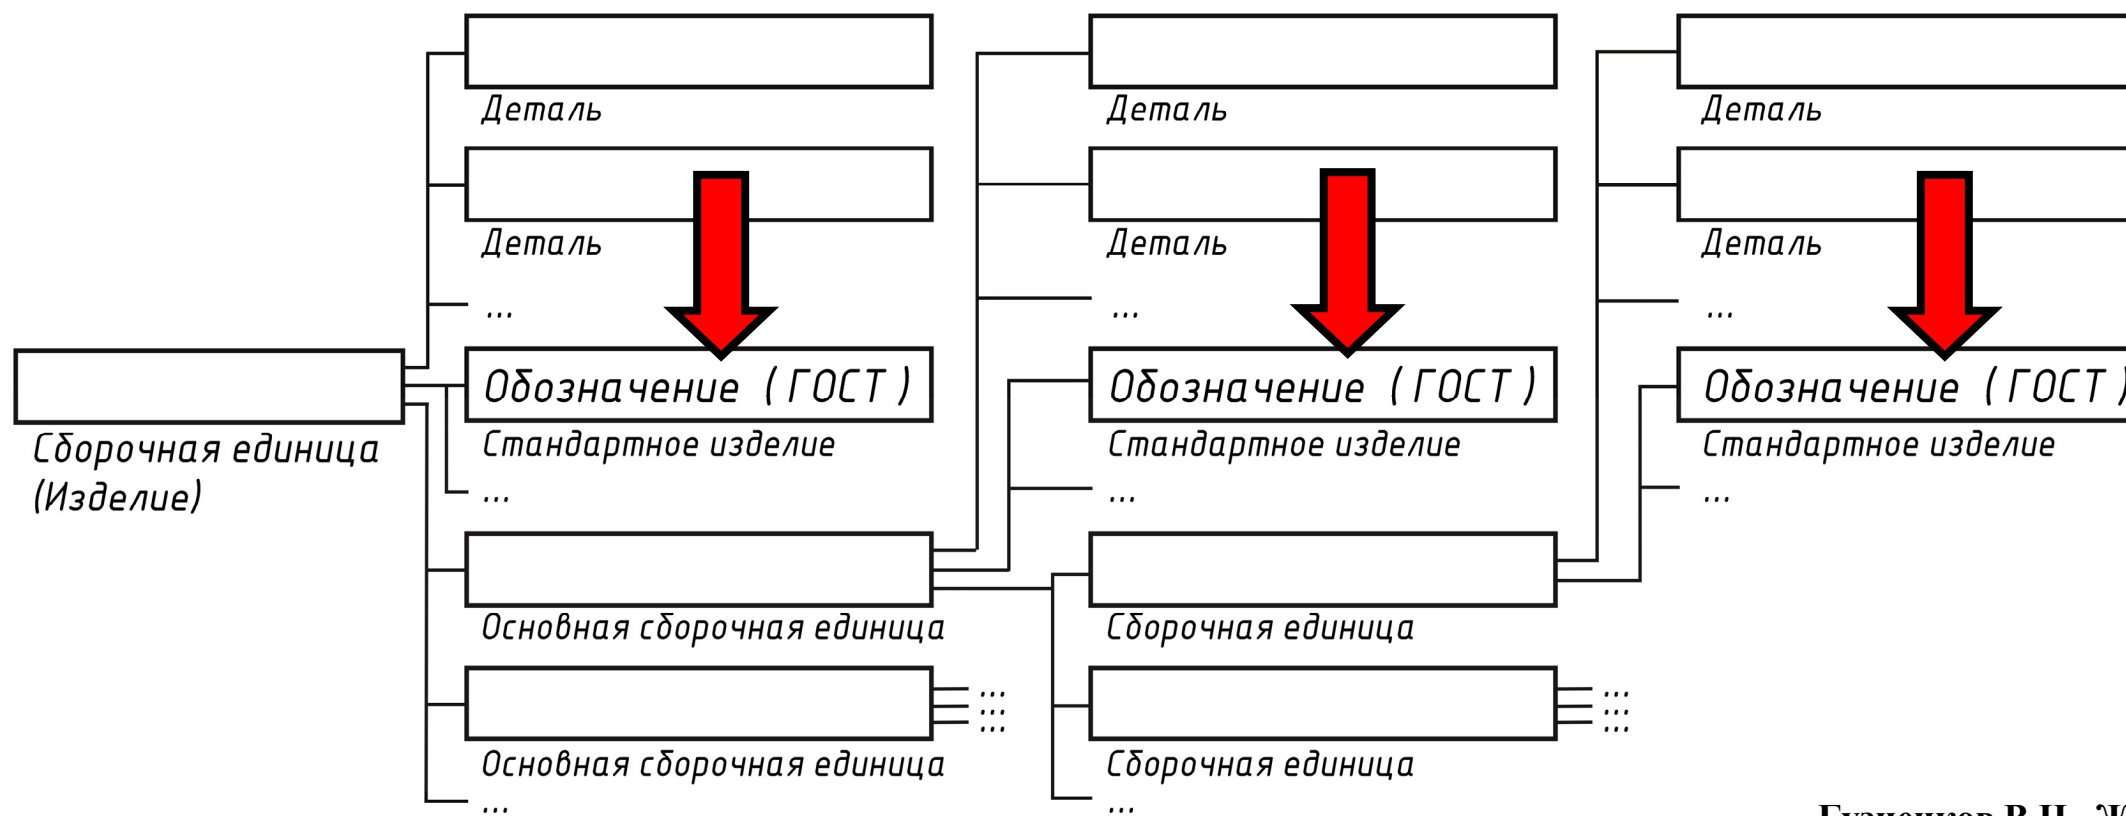 Деталь
Деталь
Деталь
Деталь
Деталь
Деталь
...
...
...
Обозначение (ГОСТ)
Обозначение (ГОСТ)
Обозначение (ГОСТ)
Сборочная единица
(Изделие)
Стандартное изделие
Стандартное изделие
Стандартное изделие
...
...
...
Основная сборочная единица
Сборочная единица
...
...
...
...
...
...
Основная сборочная единица
Сборочная единица
...
...